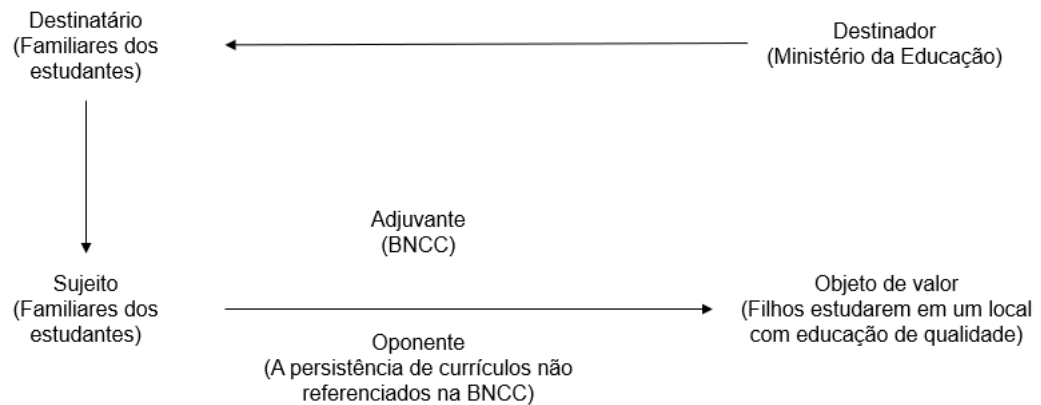 Destinatário
(Familiares dos
estudantes)
Destinador
(Ministério da Educação)
Adjuvante
(BNCC)
Sujeito
(Familiares dos
estudantes)
Objeto de valor
(Filhos estudarem em um local
com educação de qualidade)
Oponente
(A persistência de currículos não
referenciados na BNCC)